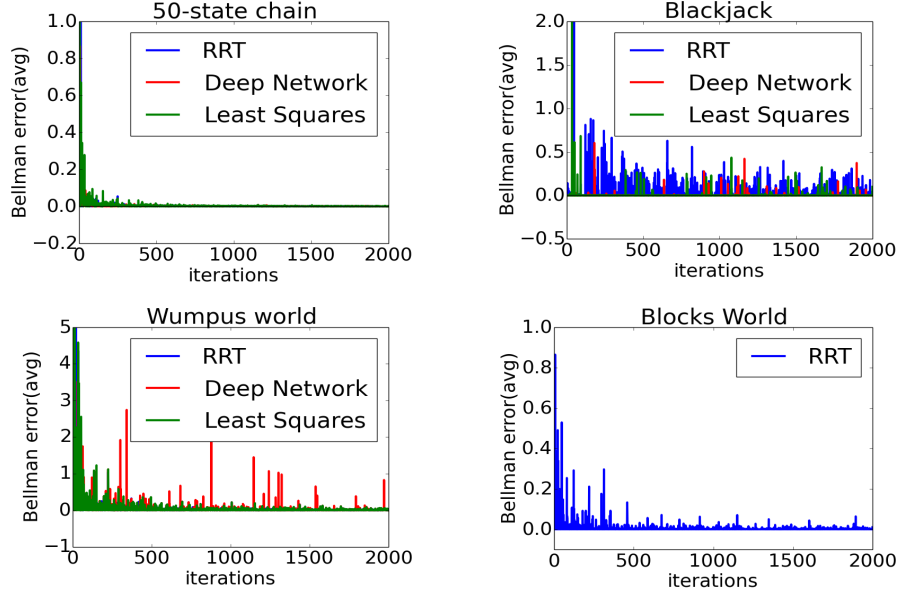 50-state chain
Bellman error(avg)
1.0
0.8
0.6
0.4
0.2
0.0
−0.2
RRT
Deep Network
Least Squares
0 500 1000 1500 2000
iterations
Blackjack
Bellman error(avg)
2.0
1.5
1.0
0.5
0.0
−0.5
RRT
Deep Network
Least Squares
0 500 1000 1500 2000
iterations
Wumpus world
Bellman error(avg)
5
4
3
2
1
0
−1
RRT
Deep Network
Least Squares
0 500 1000 1500 2000
iterations
Blocks World
Bellman error(avg)
1.0
0.8
0.6
0.4
0.2
0.0
RRT
0 500 1000 1500 2000
iterations